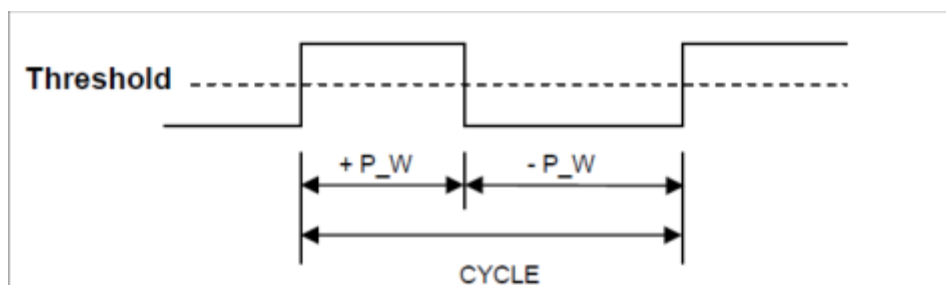 Threshold
+ P_W
- P_W
CYCLE